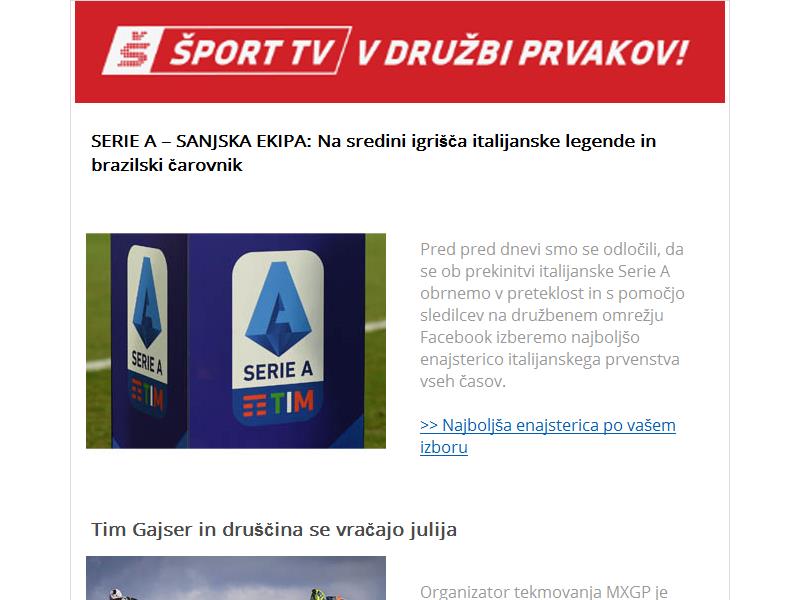 ŠPORT TV V DRUŽBI PRVAKOV!
SERIE A – SANJSKA EKIPA: Na sredini igrišča italijanske legende in
brazilski čarovnik
SERIE A
TIM
SERIE A
TIM
Pred pred dnevi smo se odločili, da
se ob prekinitvi italijanske Serie A
obrnemo v preteklost in s pomočjo
sledilcev na družbenem omrežju
Facebook izberemo najboljšo
enajsterico italijanskega prvenstva
vseh časov.
>> Najboljša enajsterica po vašem
izboru
Tim Gajser in druščina se vračajo julija
Organizator tekmovanja MXGP je